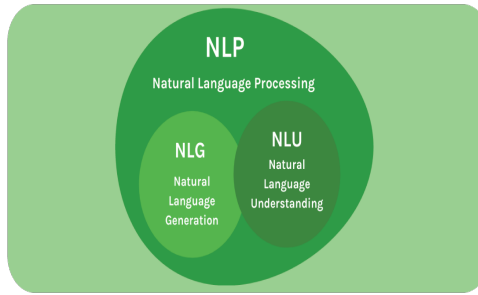 NLP
Natural Language Processing
NLG
Natural
Language
Generation
NLU
Natural
Language
Understanding